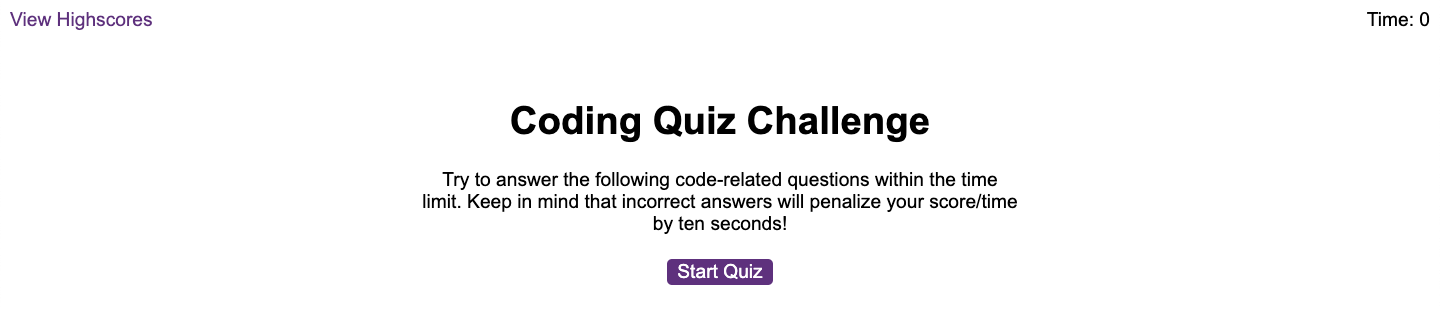 View Highscores
Time: 0
Coding Quiz Challenge
Try to answer the following code-related questions within the time
limit. Keep in mind that incorrect answers will penalize your score/time
by ten seconds!
Start Quiz